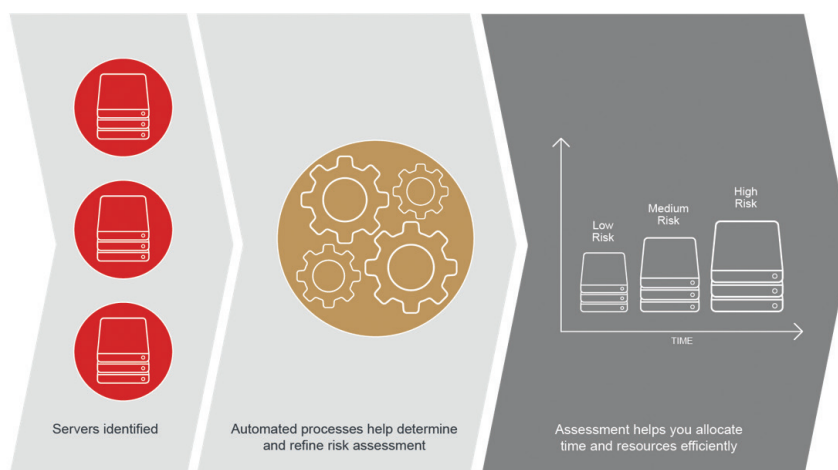 Low
Risk
Medium
Risk
High
Risk
TIME
Servers identified
Automated processes help determine
and refine risk assessment
Assessment helps you allocate
time and resources efficiently